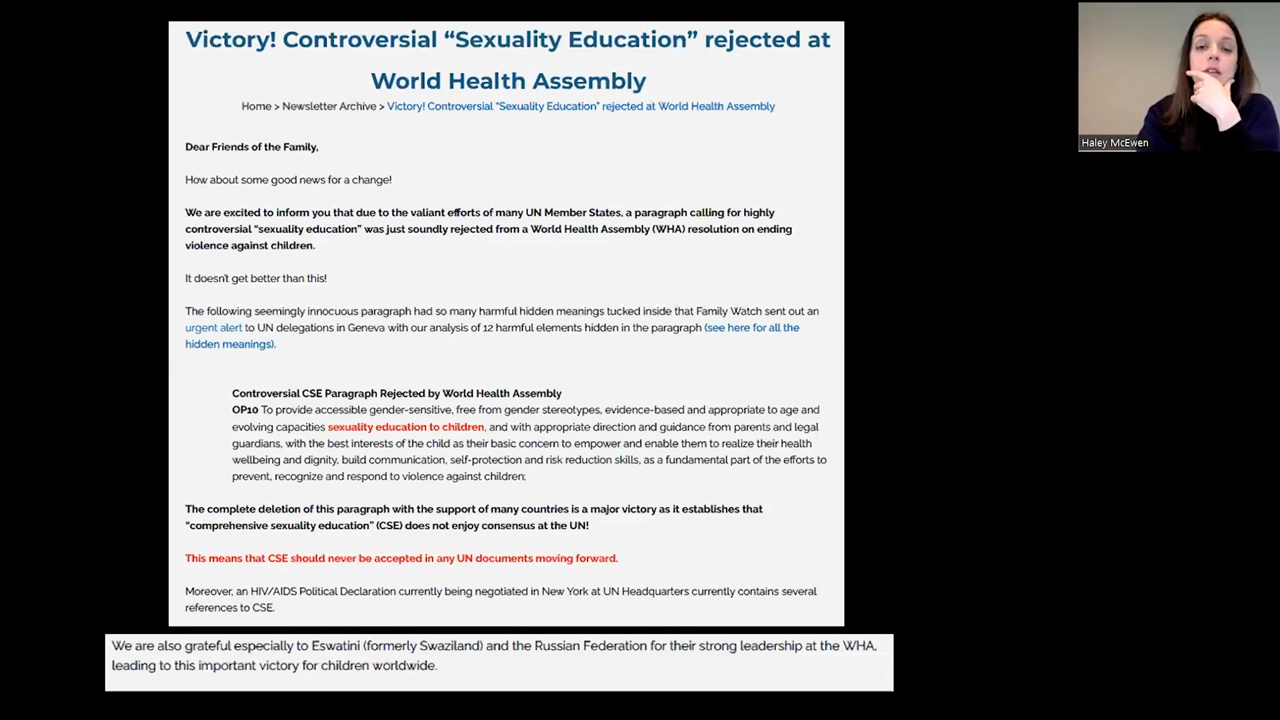 Victory! Controversial “Sexuality Education” rejected at
World Health Assembly
Home > Newsletter Archive > Victory! Controversial “Sexuality Education” rejected at World Health Assembly
Dear Friends of the Family,
How about some good news for a change!
We are excited to inform you that due to the valiant efforts of many UN Member States, a paragraph calling for highly
controversial “sexuality education” was just soundly rejected from a World Health Assembly (WHA) resolution on ending
violence against children.
It doesn’t get better than this!
The following seemingly innocuous paragraph had so many harmful hidden meanings tucked inside that Family Watch sent out an
urgent alert to UN delegations in Geneva with our analysis of 12 harmful elements hidden in the paragraph (see here for all the
hidden meanings).
Controversial CSE Paragraph Rejected by World Health Assembly
OP10 To provide accessible gender-sensitive, free from gender stereotypes, evidence-based and appropriate to age and
evolving capacities sexuality education to children, and with appropriate direction and guidance from parents and legal
guardians, with the best interests of the child as their basic concern to empower and enable them to realize their health
wellbeing and dignity, build communication, self-protection and risk reduction skills, as a fundamental part of the efforts to
prevent, recognize and respond to violence against children;
The complete deletion of this paragraph with the support of many countries is a major victory as it establishes that
“comprehensive sexuality education” (CSE) does not enjoy consensus at the UN!
This means that CSE should never be accepted in any UN documents moving forward.
Moreover, an HIV/AIDS Political Declaration currently being negotiated in New York at UN Headquarters currently contains several
references to CSE.
We are also grateful especially to Eswatini (formerly Swaziland) and the Russian Federation for their strong leadership at the WHA,
leading to this important victory for children worldwide.
Haley McEwen